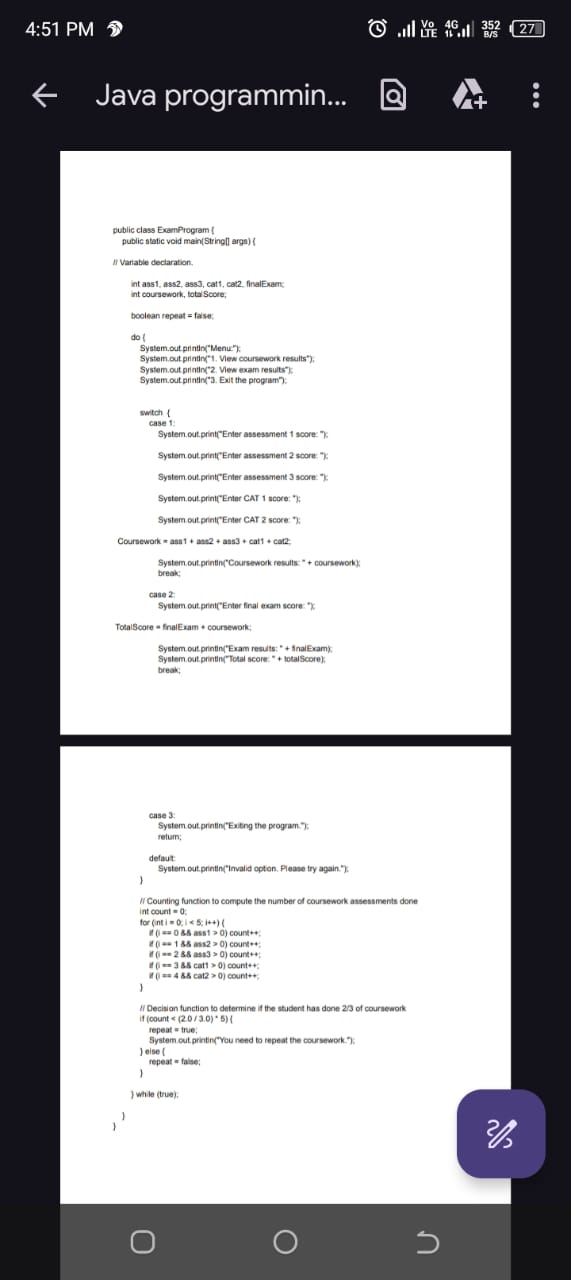 4:51 PM
Vo LTE 4G 352 B/S 27
Java programmin...
public class ExamProgram {
public static void main(String[] args) {
// Variable declaration.
int ass1, ass2, ass3, cat1, cat2, finalExam;
int coursework, totalScore;
boolean repeat = false;
do {
System.out.println("Menu:");
System.out.println("1. View coursework results");
System.out.println("2. View exam results");
System.out.println("3. Exit the program");
switch {
case 1:
System.out.print("Enter assessment 1 score: ");
System.out.print("Enter assessment 2 score: ");
System.out.print("Enter assessment 3 score: ");
System.out.print("Enter CAT 1 score: ");
System.out.print("Enter CAT 2 score: ");
Coursework = ass1 + ass2 + ass3 + cat1 + cat2;
System.out.println("Coursework results: " + coursework);
break;
case 2:
System.out.print("Enter final exam score: ");
TotalScore = finalExam + coursework;
System.out.println("Exam results: " + finalExam);
System.out.println("Total score: " + totalScore);
break;
case 3:
System.out.println("Exiting the program.");
return;
default:
System.out.println("Invalid option. Please try again.");
}
// Counting function to compute the number of coursework assessments done
int count = 0;
for (int i = 0; i < 5; i++) {
if (i == 0 && ass1 > 0) count++;
if (i == 1 && ass2 > 0) count++;
if (i == 2 && ass3 > 0) count++;
if (i == 3 && cat1 > 0) count++;
if (i == 4 && cat2 > 0) count++;
}
// Decision function to determine if the student has done 2/3 of coursework
if (count < (2.0 / 3.0) * 5) {
repeat = true;
System.out.println("You need to repeat the coursework.");
} else {
repeat = false;
}
} while (true);
}
}